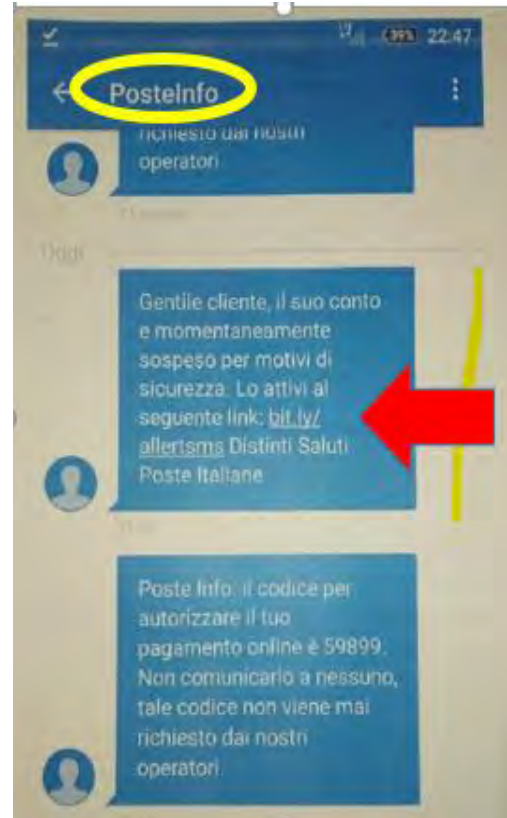 39% 22:47
PosteInfo
richiesto dai nostri
operatori
Oggi
Gentile cliente, il suo conto
e momentaneamente
sospeso per motivi di
sicurezza. Lo attivi al
seguente link: bit.ly/
allertsms Distinti Saluti
Poste Italiane
Poste Info: il codice per
autorizzare il tuo
pagamento online è 59899.
Non comunicarlo a nessuno,
tale codice non viene mai
richiesto dai nostri
operatori